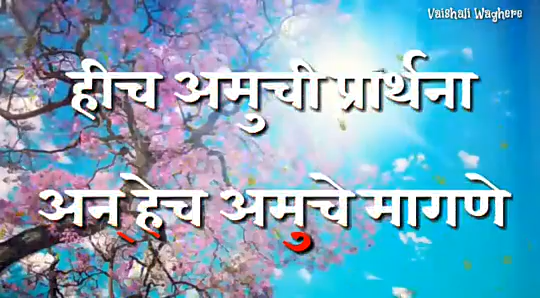 Vaishali Waghere
हीच अमुची प्रार्थना
अन् हेच अमुचे मागणे